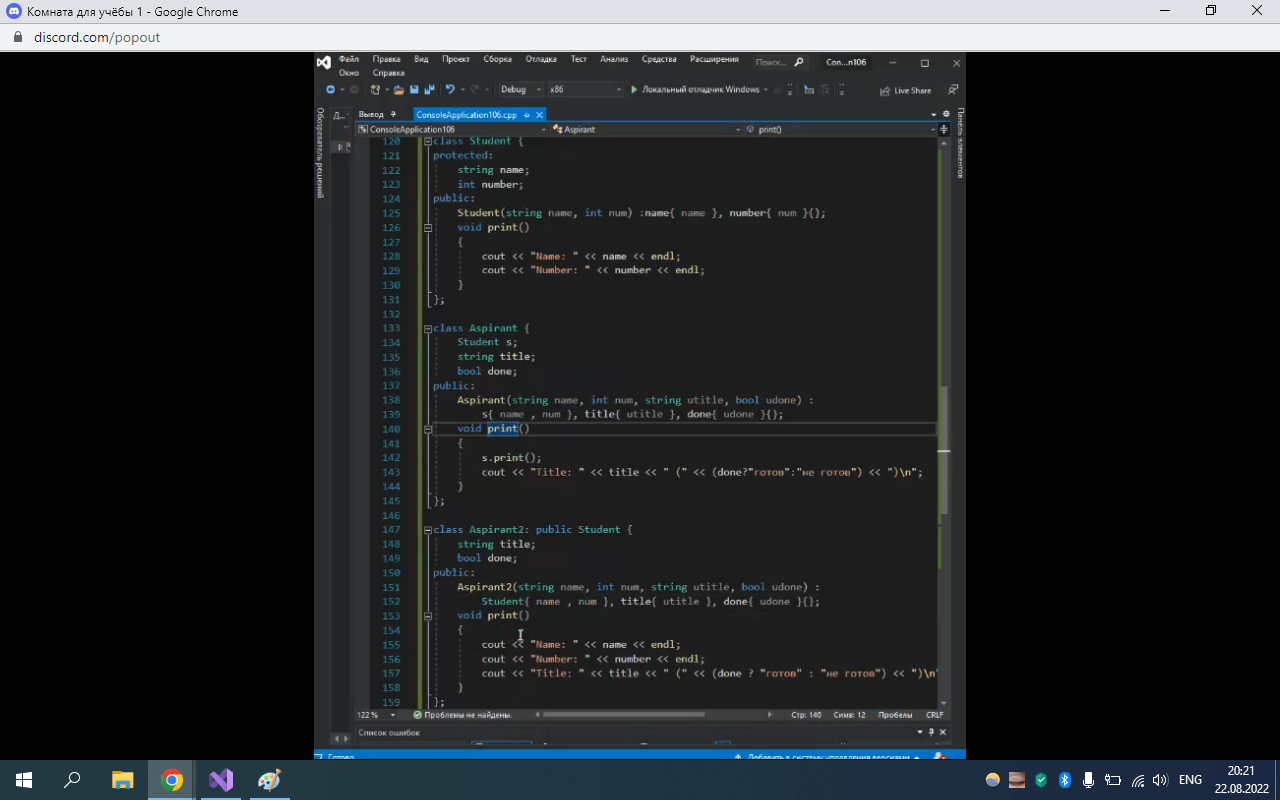 Комната для учёбы 1 - Google Chrome
discord.com/popout
Файл Правка Вид Проект Сборка Отладка Тест Анализ Средства Расширения Поиск... Con...n106
Окно Справка
Debug x86 Локальный отладчик Windows Live Share
Обозреватель решений
Д...
Вывод ConsoleApplication106.cpp
Панель элементов
ConsoleApplication106 Aspirant print()
120 class Student {
121 protected:
122 string name;
123 int number;
124 public:
125 Student(string name, int num) :name{ name }, number{ num }{};
126 void print()
127 {
128 cout << "Name: " << name << endl;
129 cout << "Number: " << number << endl;
130 }
131 };
132
133 class Aspirant {
134 Student s;
135 string title;
136 bool done;
137 public:
138 Aspirant(string name, int num, string utitle, bool udone) :
139 s{ name , num }, title{ utitle }, done{ udone }{};
140 void print()
141 {
142 s.print();
143 cout << "Title: " << title << " (" << (done?"готов":"не готов") << ")\n";
144 }
145 };
146
147 class Aspirant2: public Student {
148 string title;
149 bool done;
150 public:
151 Aspirant2(string name, int num, string utitle, bool udone) :
152 Student{ name , num }, title{ utitle }, done{ udone }{};
153 void print()
154 {
155 cout << "Name: " << name << endl;
156 cout << "Number: " << number << endl;
157 cout << "Title: " << title << " (" << (done ? "готов" : "не готов") << ")\n"
158 }
159 };
122 % Проблемы не найдены. Стр: 140 Симв: 12 Пробелы CRLF
Список ошибок
Готово Добавить в систему управления версиями
ENG 20:21
22.08.2022